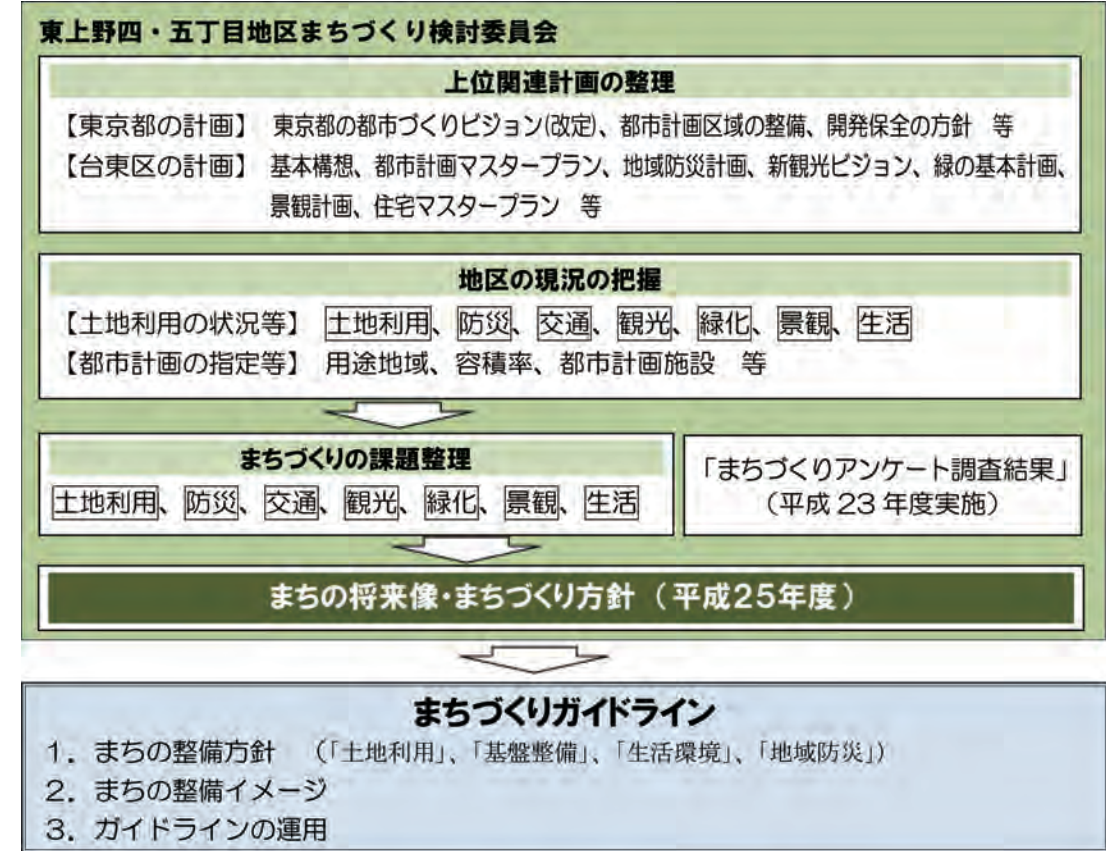 東上野四・五丁目地区まちづくり検討委員会
上位関連計画の整理
【東京都の計画】 東京都の都市づくりビジョン(改定)、都市計画区域の整備、開発保全の方針 等
【台東区の計画】 基本構想、都市計画マスタープラン、地域防災計画、新観光ビジョン、緑の基本計画、
景観計画、住宅マスタープラン 等
地区の現況の把握
【土地利用の状況等】 土地利用、防災、交通、観光、緑化、景観、生活
【都市計画の指定等】 用途地域、容積率、都市計画施設 等
まちづくりの課題整理
土地利用、防災、交通、観光、緑化、景観、生活
「まちづくりアンケート調査結果」
(平成 23 年度実施)
まちの将来像・まちづくり方針 (平成25年度)
まちづくりガイドライン
1. まちの整備方針 (「土地利用」、「基盤整備」、「生活環境」、「地域防災」)
2. まちの整備イメージ
3. ガイドラインの運用